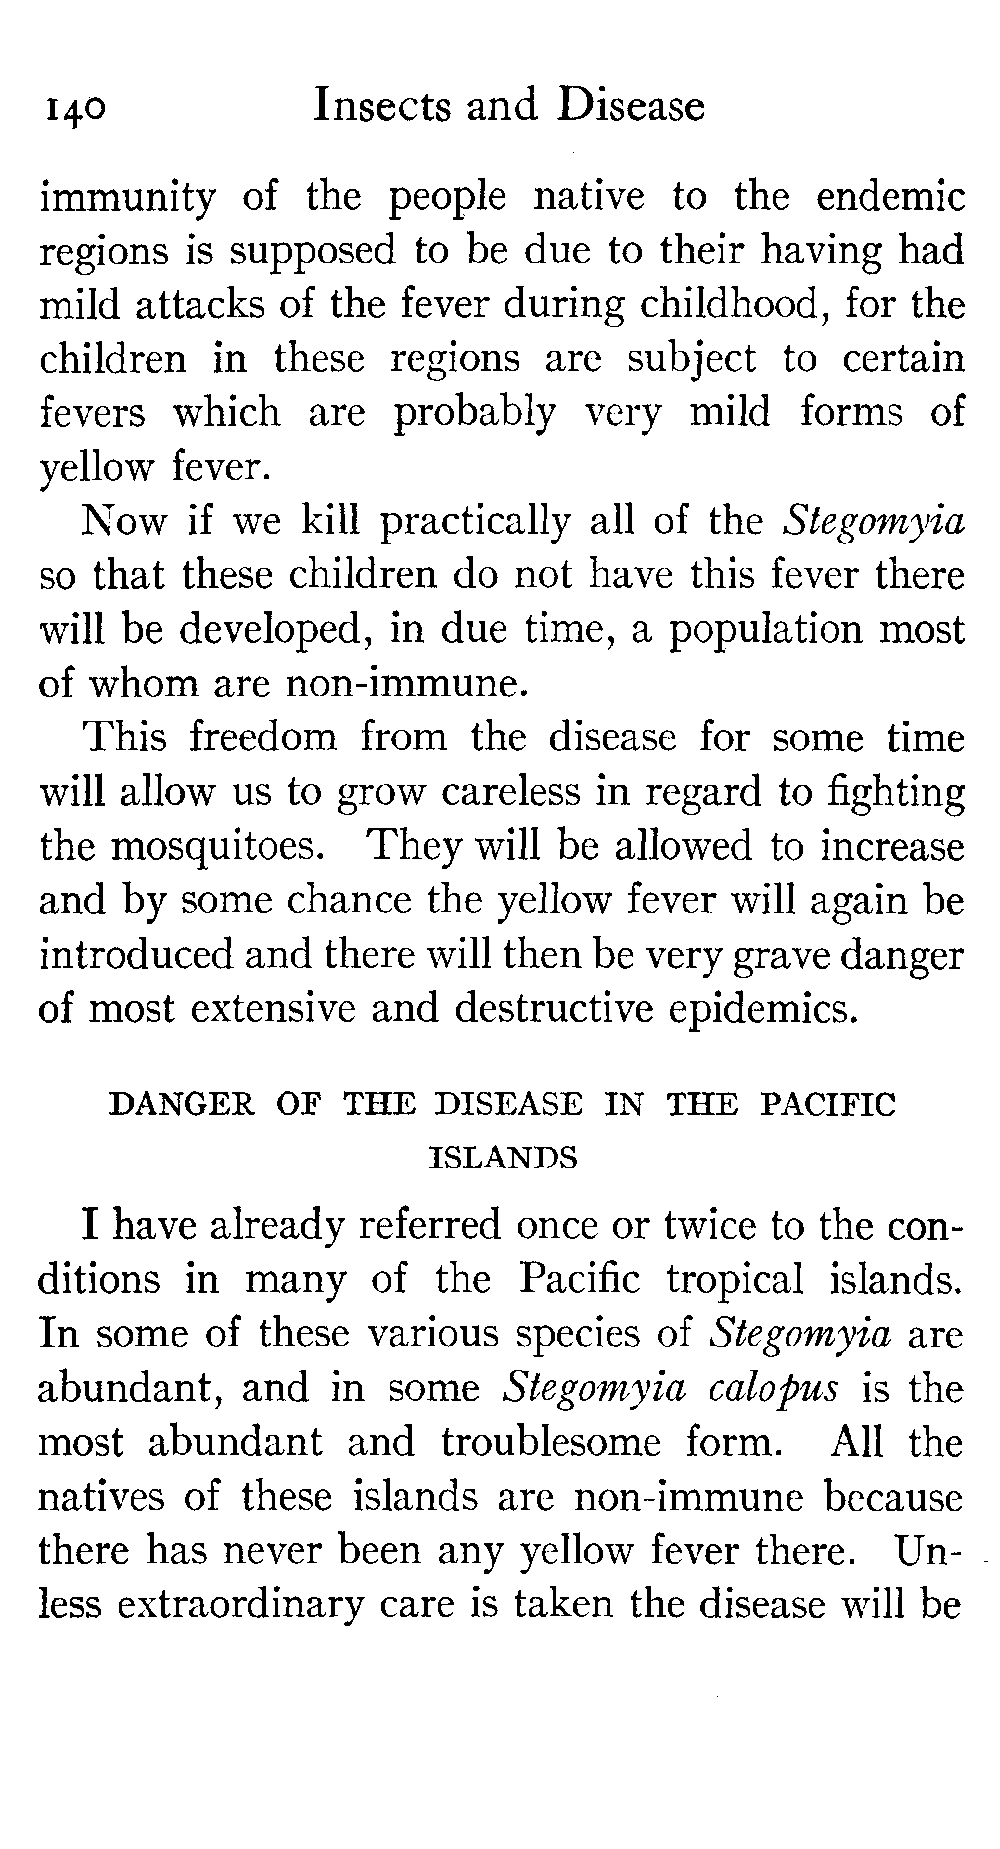 140 Insects and Disease
immunity of the people native to the endemic
regions is supposed to be due to their having had
mild attacks of the fever during childhood, for the
children in these regions are subject to certain
fevers which are probably very mild forms of
yellow fever.
Now if we kill practically all of the Stegomyia
so that these children do not have this fever there
will be developed, in due time, a population most
of whom are non-immune.
This freedom from the disease for some time
will allow us to grow careless in regard to fighting
the mosquitoes. They will be allowed to increase
and by some chance the yellow fever will again be
introduced and there will then be very grave danger
of most extensive and destructive epidemics.
DANGER OF THE DISEASE IN THE PACIFIC
ISLANDS
I have already referred once or twice to the con-
ditions in many of the Pacific tropical islands.
In some of these various species of Stegomyia are
abundant, and in some Stegomyia calopus is the
most abundant and troublesome form. All the
natives of these islands are non-immune because
there has never been any yellow fever there. Un-
less extraordinary care is taken the disease will be